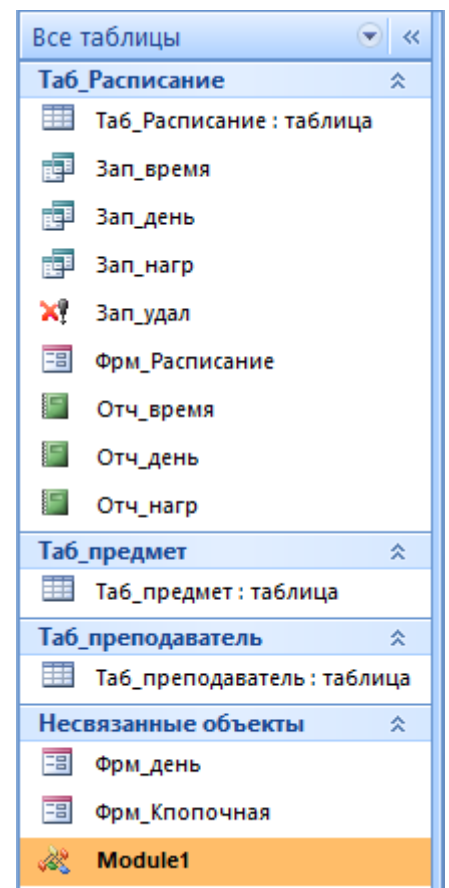 Все таблицы
Таб_Расписание
Таб_Расписание : таблица
Зап_время
Зап_день
Зап_нагр
Зап_удал
Фрм_Расписание
Отч_время
Отч_день
Отч_нагр
Таб_предмет
Таб_предмет : таблица
Таб_преподаватель
Таб_преподаватель : таблица
Несвязанные объекты
Фрм_день
Фрм_Кпопочная
Module1